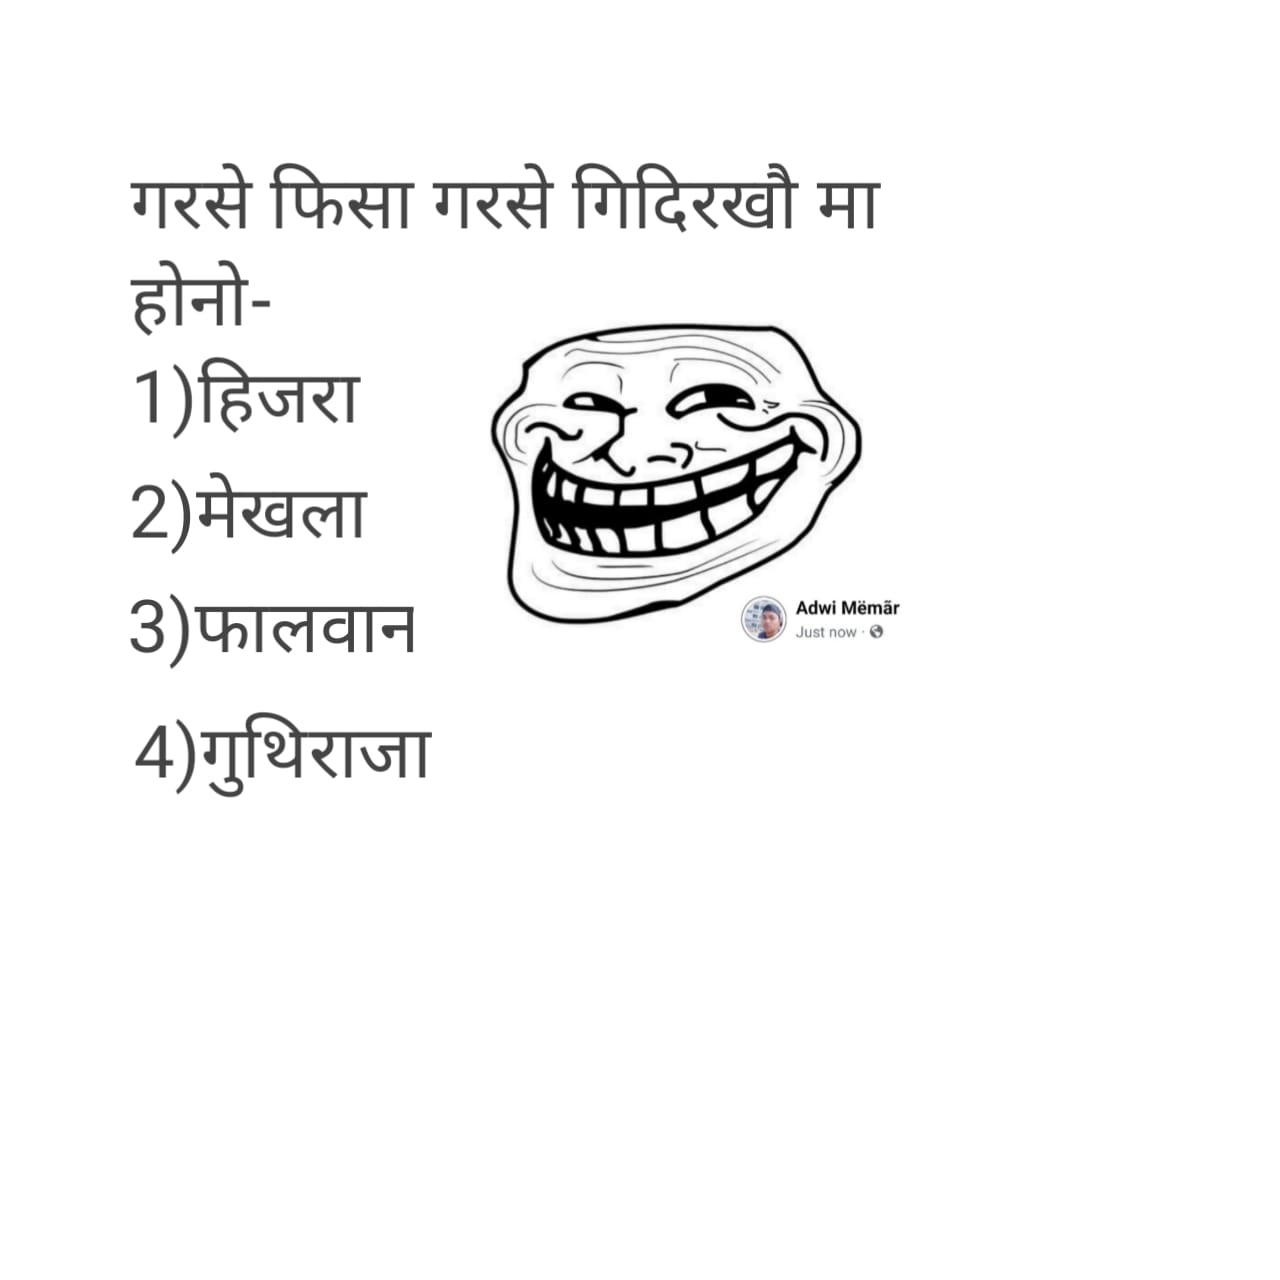 गरसे फिसा गरसे गिदिरखौ मा
होनो-
1)हिजरा
2)मेखला
3)फालवान
4)गुथिराजा
Adwi Mëmãr
Just now ·